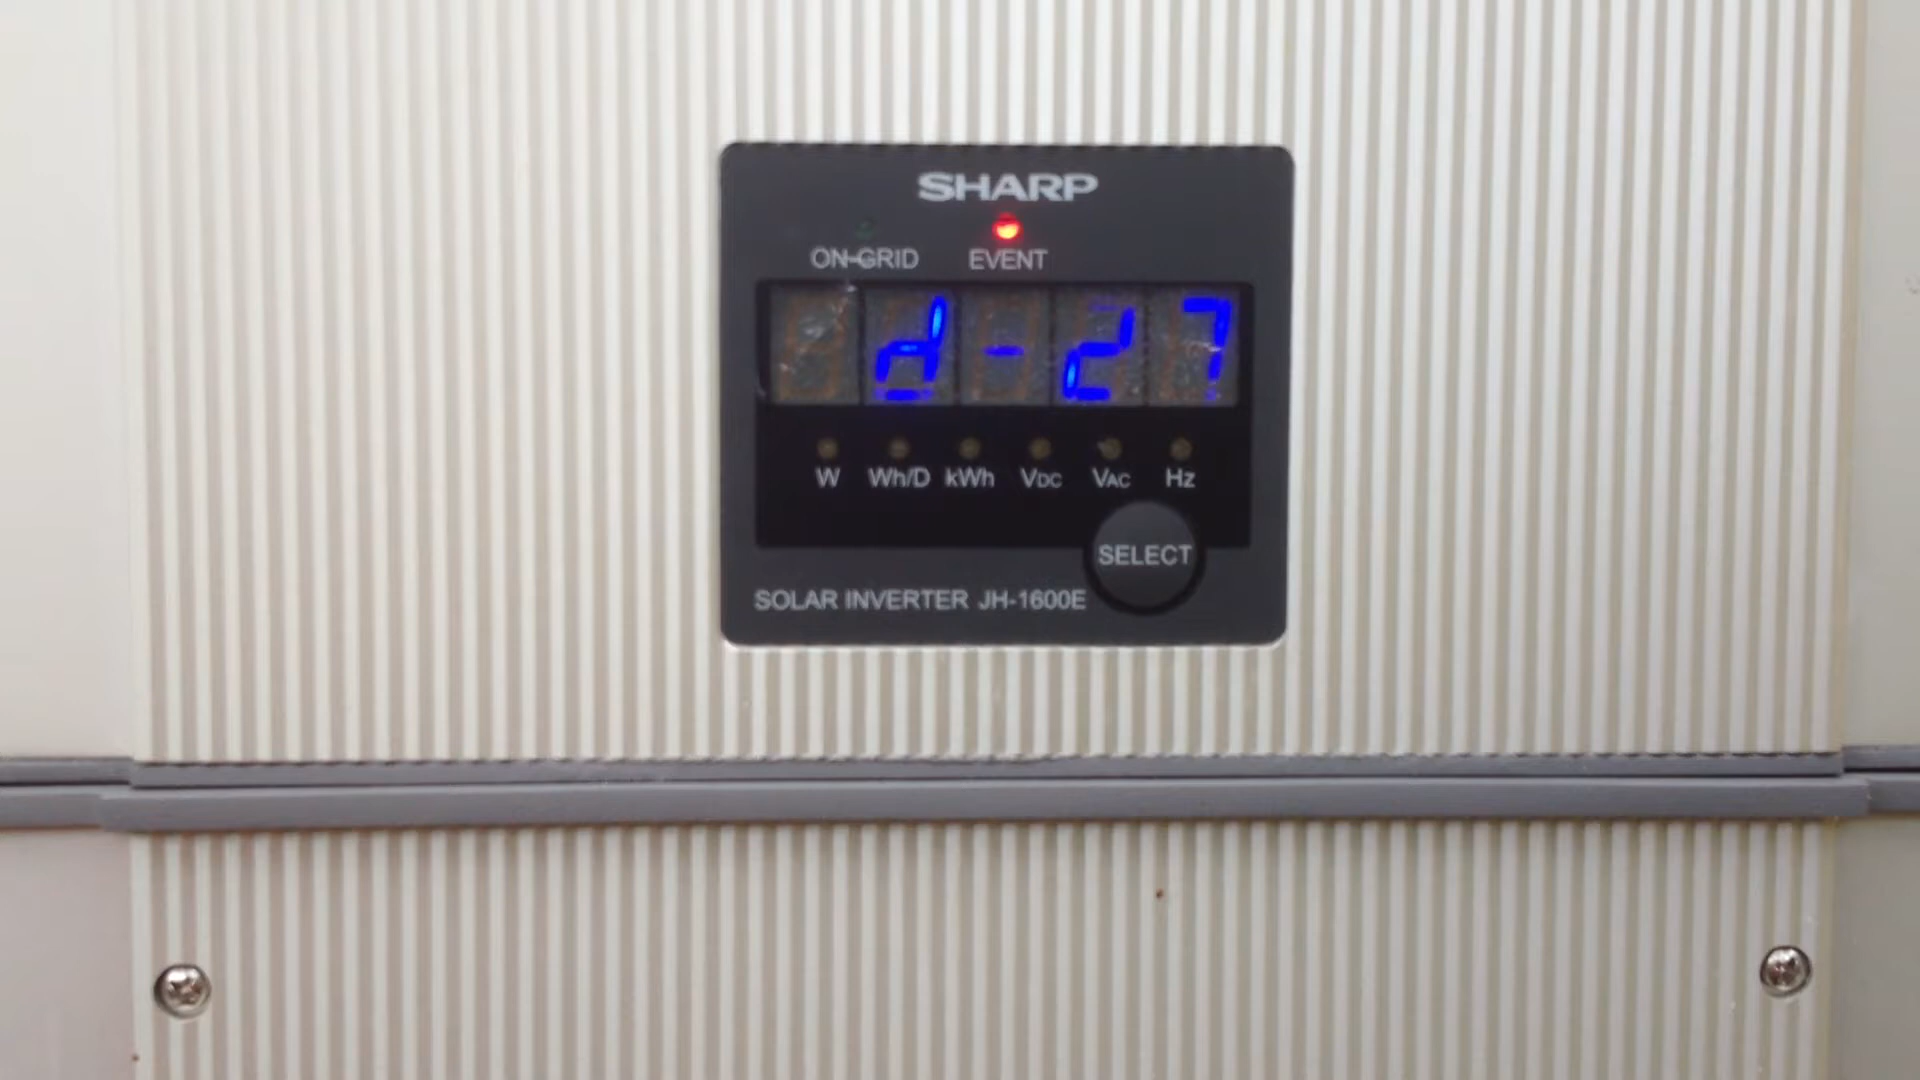 SHARP
ON-GRID EVENT
d-27
W Wh/D kWh VDC VAC Hz
SELECT
SOLAR INVERTER JH-1600E